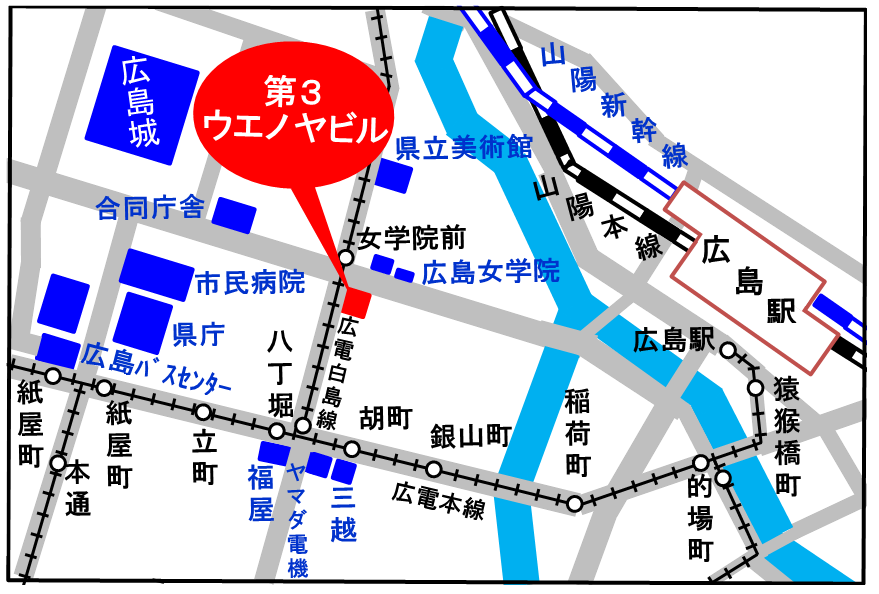 広島城
第3
ウエノヤビル
県立美術館
山陽新幹線
山陽本線
合同庁舎
女学院前
広島女学院
市民病院
県庁
広島駅
広島駅
広島バスセンター
八丁堀
広電白島線
紙屋町
紙屋町
立町
胡町
銀山町
稲荷町
猿猴橋町
本通
福屋
ヤマダ電機
三越
広電本線
的場町